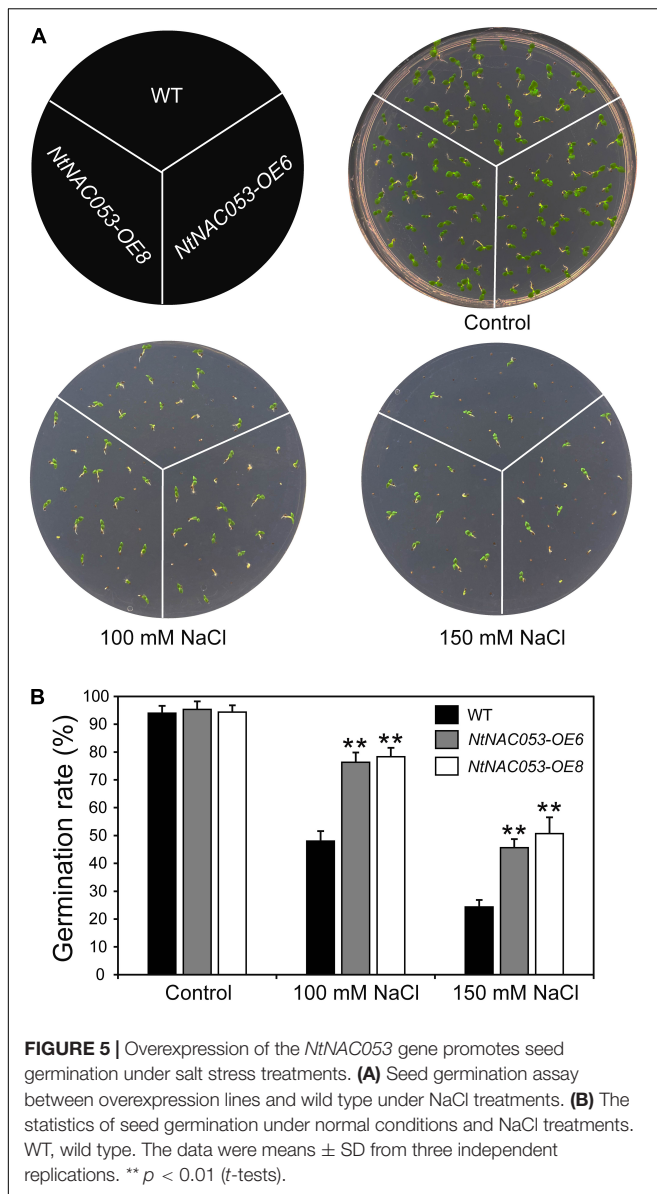 A
WT
NtNAC053-OE8
NtNAC053-OE6
Control
100 mM NaCl
150 mM NaCl
B
Germination rate (%)
100
90
80
70
60
50
40
30
20
10
0
WT
NtNAC053-OE6
NtNAC053-OE8
** **
** **
Control
100 mM NaCl
150 mM NaCl
FIGURE 5 | Overexpression of the NtNAC053 gene promotes seed
germination under salt stress treatments. (A) Seed germination assay
between overexpression lines and wild type under NaCl treatments. (B) The
statistics of seed germination under normal conditions and NaCl treatments.
WT, wild type. The data were means ± SD from three independent
replications. ** p < 0.01 (t-tests).